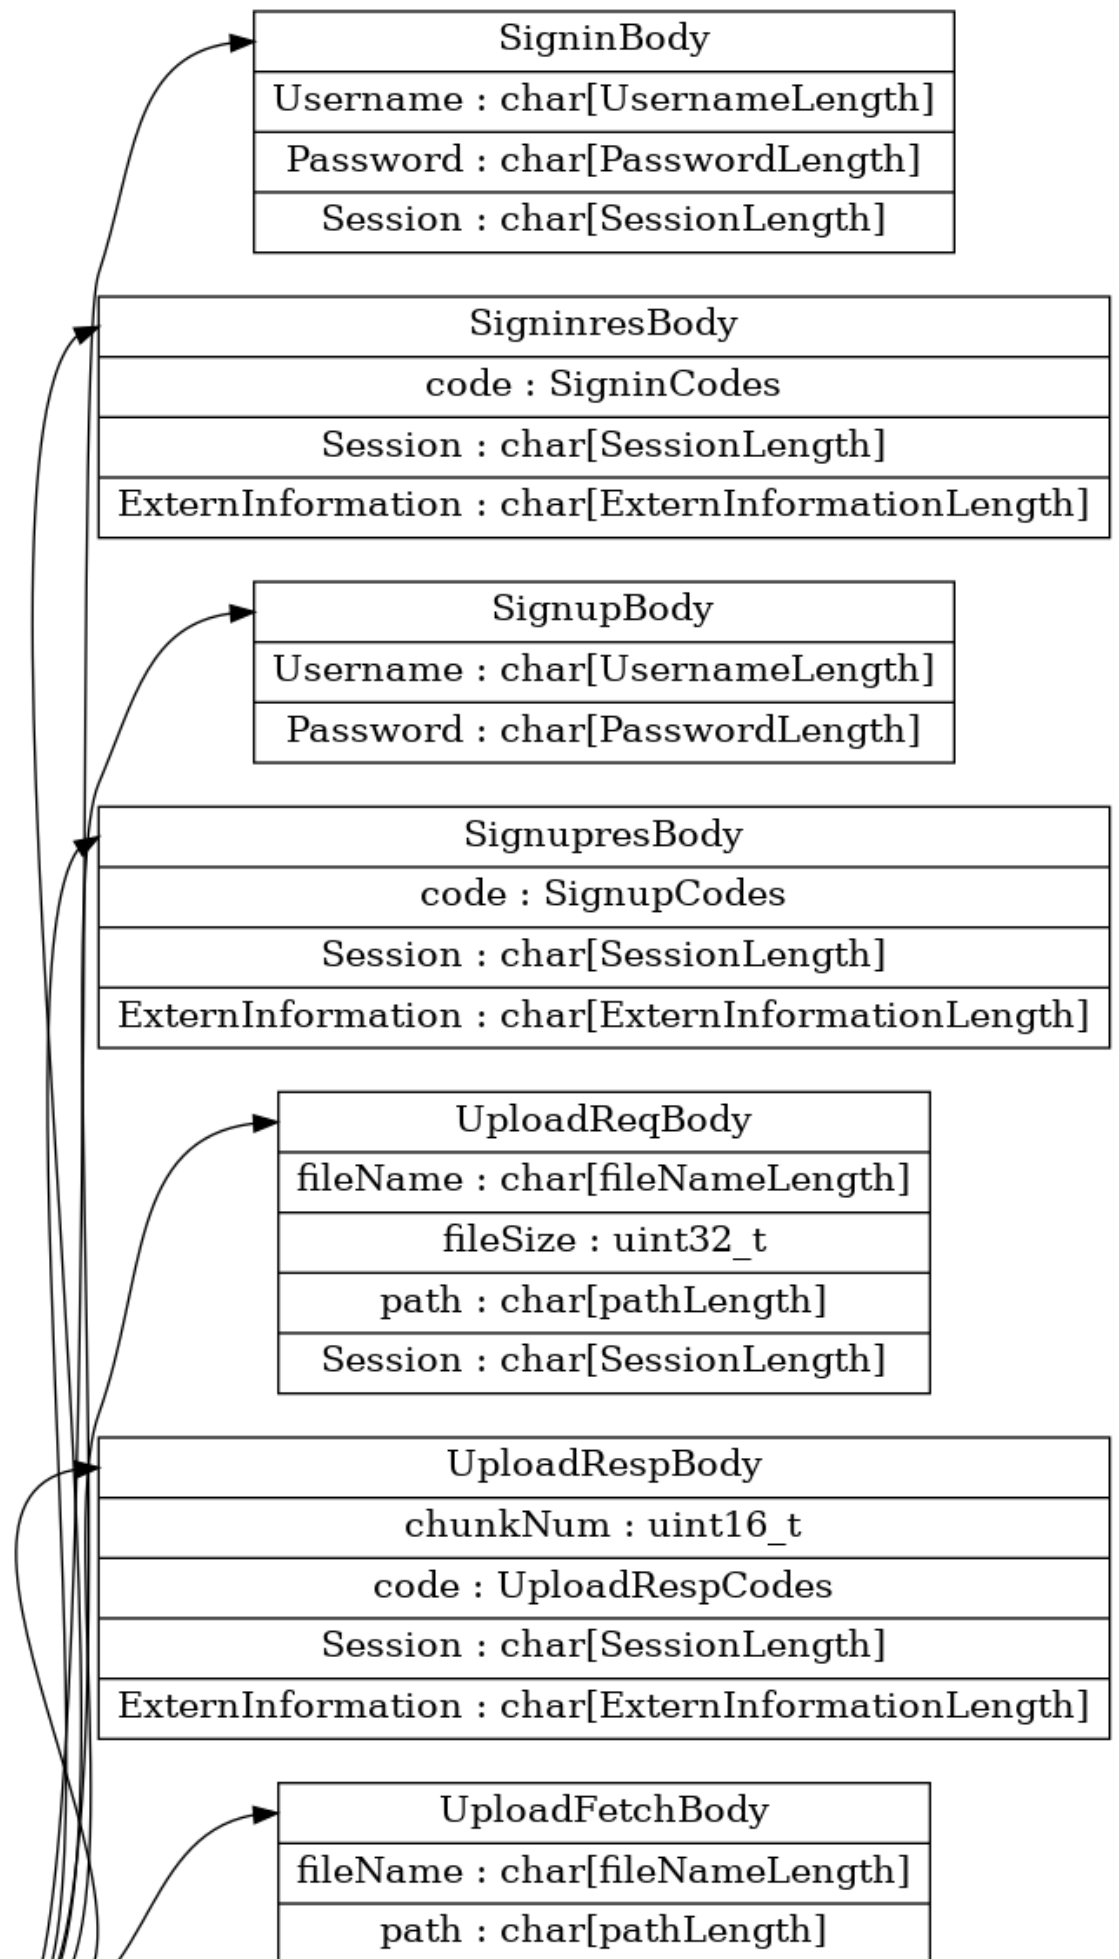 SigninBody
Username : char[UsernameLength]
Password : char[PasswordLength]
Session : char[SessionLength]
SigninresBody
code : SigninCodes
Session : char[SessionLength]
ExternInformation : char[ExternInformationLength]
SignupBody
Username : char[UsernameLength]
Password : char[PasswordLength]
SignupresBody
code : SignupCodes
Session : char[SessionLength]
ExternInformation : char[ExternInformationLength]
UploadReqBody
fileName : char[fileNameLength]
fileSize : uint32_t
path : char[pathLength]
Session : char[SessionLength]
UploadRespBody
chunkNum : uint16_t
code : UploadRespCodes
Session : char[SessionLength]
ExternInformation : char[ExternInformationLength]
UploadFetchBody
fileName : char[fileNameLength]
path : char[pathLength]